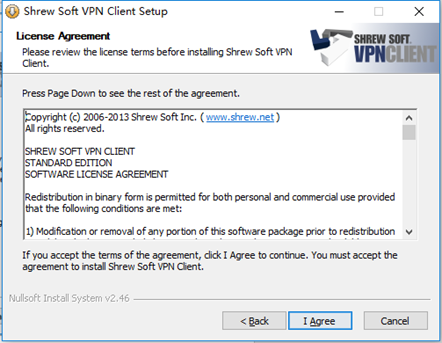 Shrew Soft VPN Client Setup
License Agreement
Please review the license terms before installing Shrew Soft VPN
Client.
SHREW SOFT
VPNCLIENT
Press Page Down to see the rest of the agreement.
Copyright (c) 2006-2013 Shrew Soft Inc. ( www.shrew.net )
All rights reserved.
SHREW SOFT VPN CLIENT
STANDARD EDITION
SOFTWARE LICENSE AGREEMENT
Redistribution in binary form is permitted for both personal and commercial use provided
that the following conditions are met:
1) Modification or removal of any portion of this software package prior to redistribution
If you accept the terms of the agreement, click I Agree to continue. You must accept the
agreement to install Shrew Soft VPN Client.
Nullsoft Install System v2.46
< Back
I Agree
Cancel